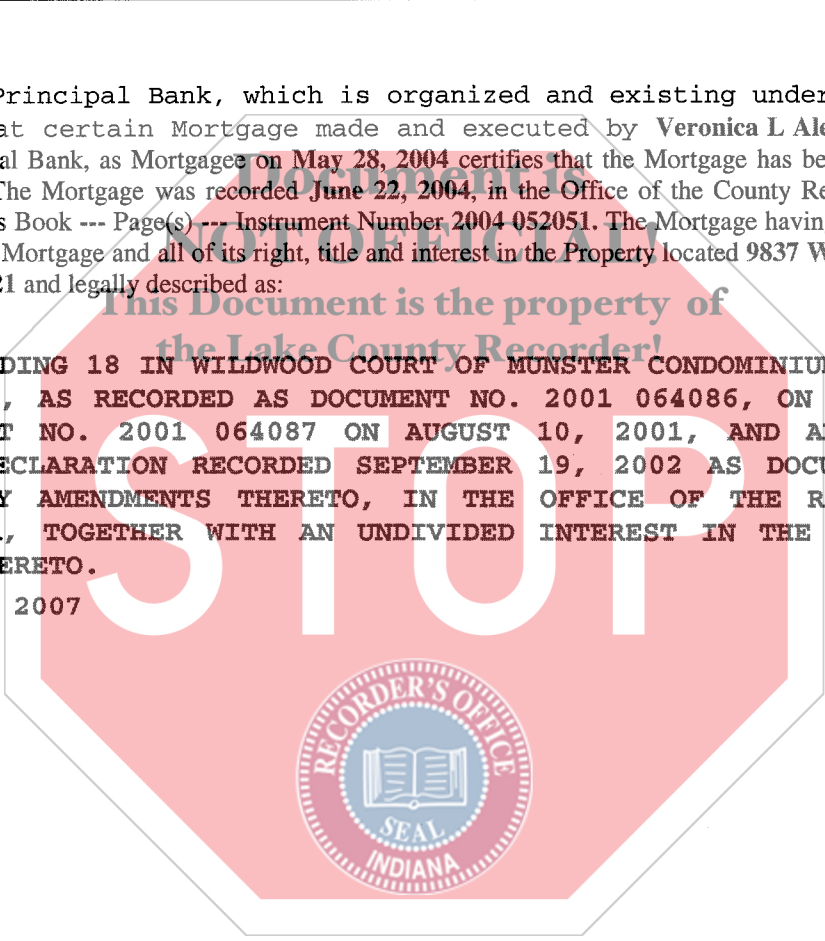 Principal Bank, which is organized and existing under
at certain Mortgage made and executed by Veronica L Ale
al Bank, as Mortgagee on May 28, 2004 certifies that the Mortgage has be
The Mortgage was recorded June 22, 2004, in the Office of the County Re
s Book --- Page(s) --- Instrument Number 2004 052051. The Mortgage havin
Mortgage and all of its right, title and interest in the Property located 9837 W
21 and legally described as:
DING 18 IN WILDWOOD COURT OF MUNSTER CONDOMINIU
, AS RECORDED AS DOCUMENT NO. 2001 064086, ON
T NO. 2001 064087 ON AUGUST 10, 2001, AND A
ECLARATION RECORDED SEPTEMBER 19, 2002 AS DOCU
Y AMENDMENTS THERETO, IN THE OFFICE OF THE R
, TOGETHER WITH AN UNDIVIDED INTEREST IN THE
ERETO.
2007
Document is
NOT OFFICIAL!
This Document is the property of
the Lake County Recorder!
STOP
RECORDER'S OFFICE
SEAL
INDIANA